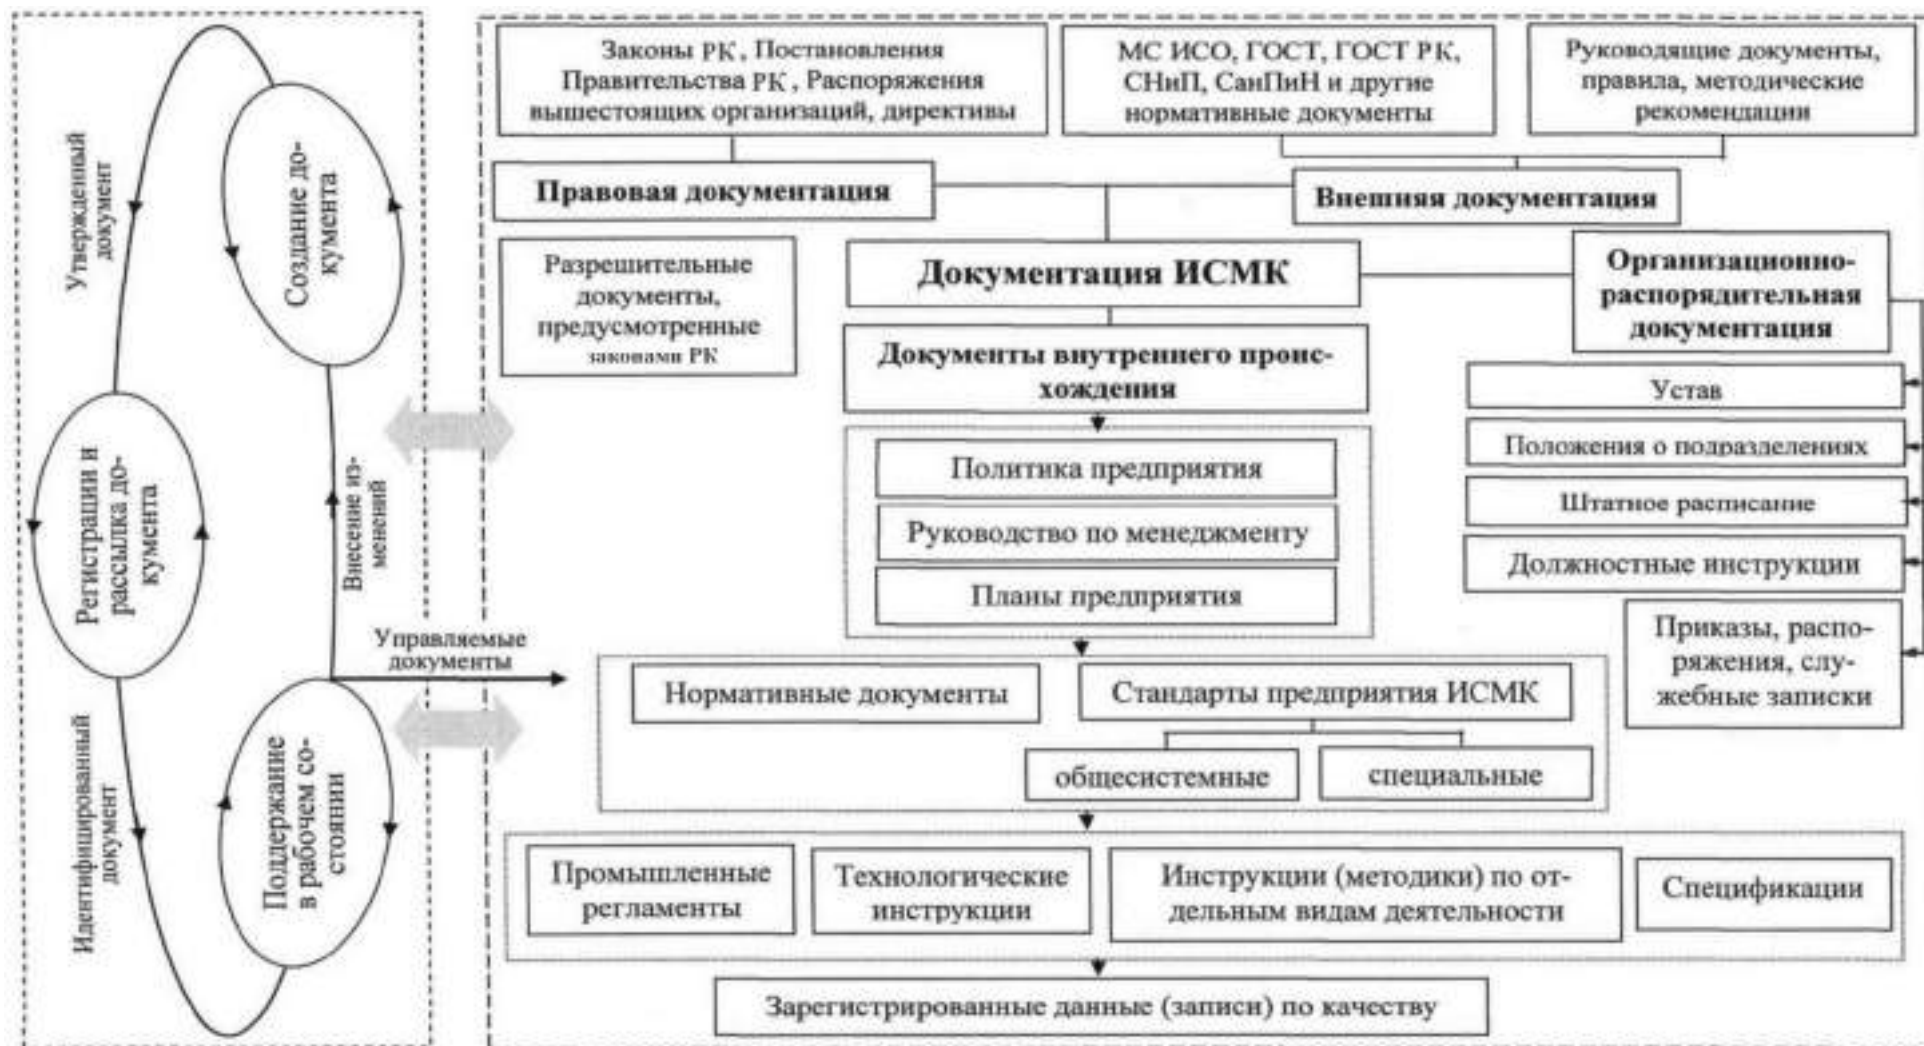 Утвержденный
документ
Создание до-
кумента
Регистрации и
рассылка до-
кумента
Внесение из-
менений
Идентифицированный
документ
Поддержание
в рабочем со-
стоянии
Управляемые
документы
Законы РК, Постановления
Правительства РК, Распоряжения
вышестоящих организаций, директивы
МС ИСО, ГОСТ, ГОСТ РК,
СНиП, СанПиН и другие
нормативные документы
Руководящие документы,
правила, методические
рекомендации
Правовая документация
Внешняя документация
Разрешительные
документы,
предусмотренные
законами РК
Документация ИСМК
Организационно-
распорядительная
документация
Документы внутреннего проис-
хождения
Устав
Положения о подразделениях
Штатное расписание
Должностные инструкции
Приказы, распо-
ряжения, слу-
жебные записки
Политика предприятия
Руководство по менеджменту
Планы предприятия
Нормативные документы
Стандарты предприятия ИСМК
общесистемные
специальные
Промышленные
регламенты
Технологические
инструкции
Инструкции (методики) по от-
дельным видам деятельности
Спецификации
Зарегистрированные данные (записи) по качеству